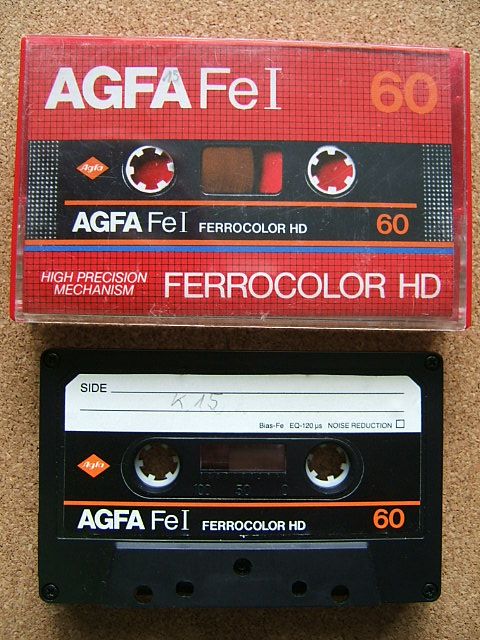 AGFA FeI 60
15
Agfa
AGFA FeI FERROCOLOR HD 60
HIGH PRECISION
MECHANISM
FERROCOLOR HD
SIDE
K 15
Bias-Fe EQ-120 µs NOISE REDUCTION
Agfa
100 50 0
AGFA FeI FERROCOLOR HD 60